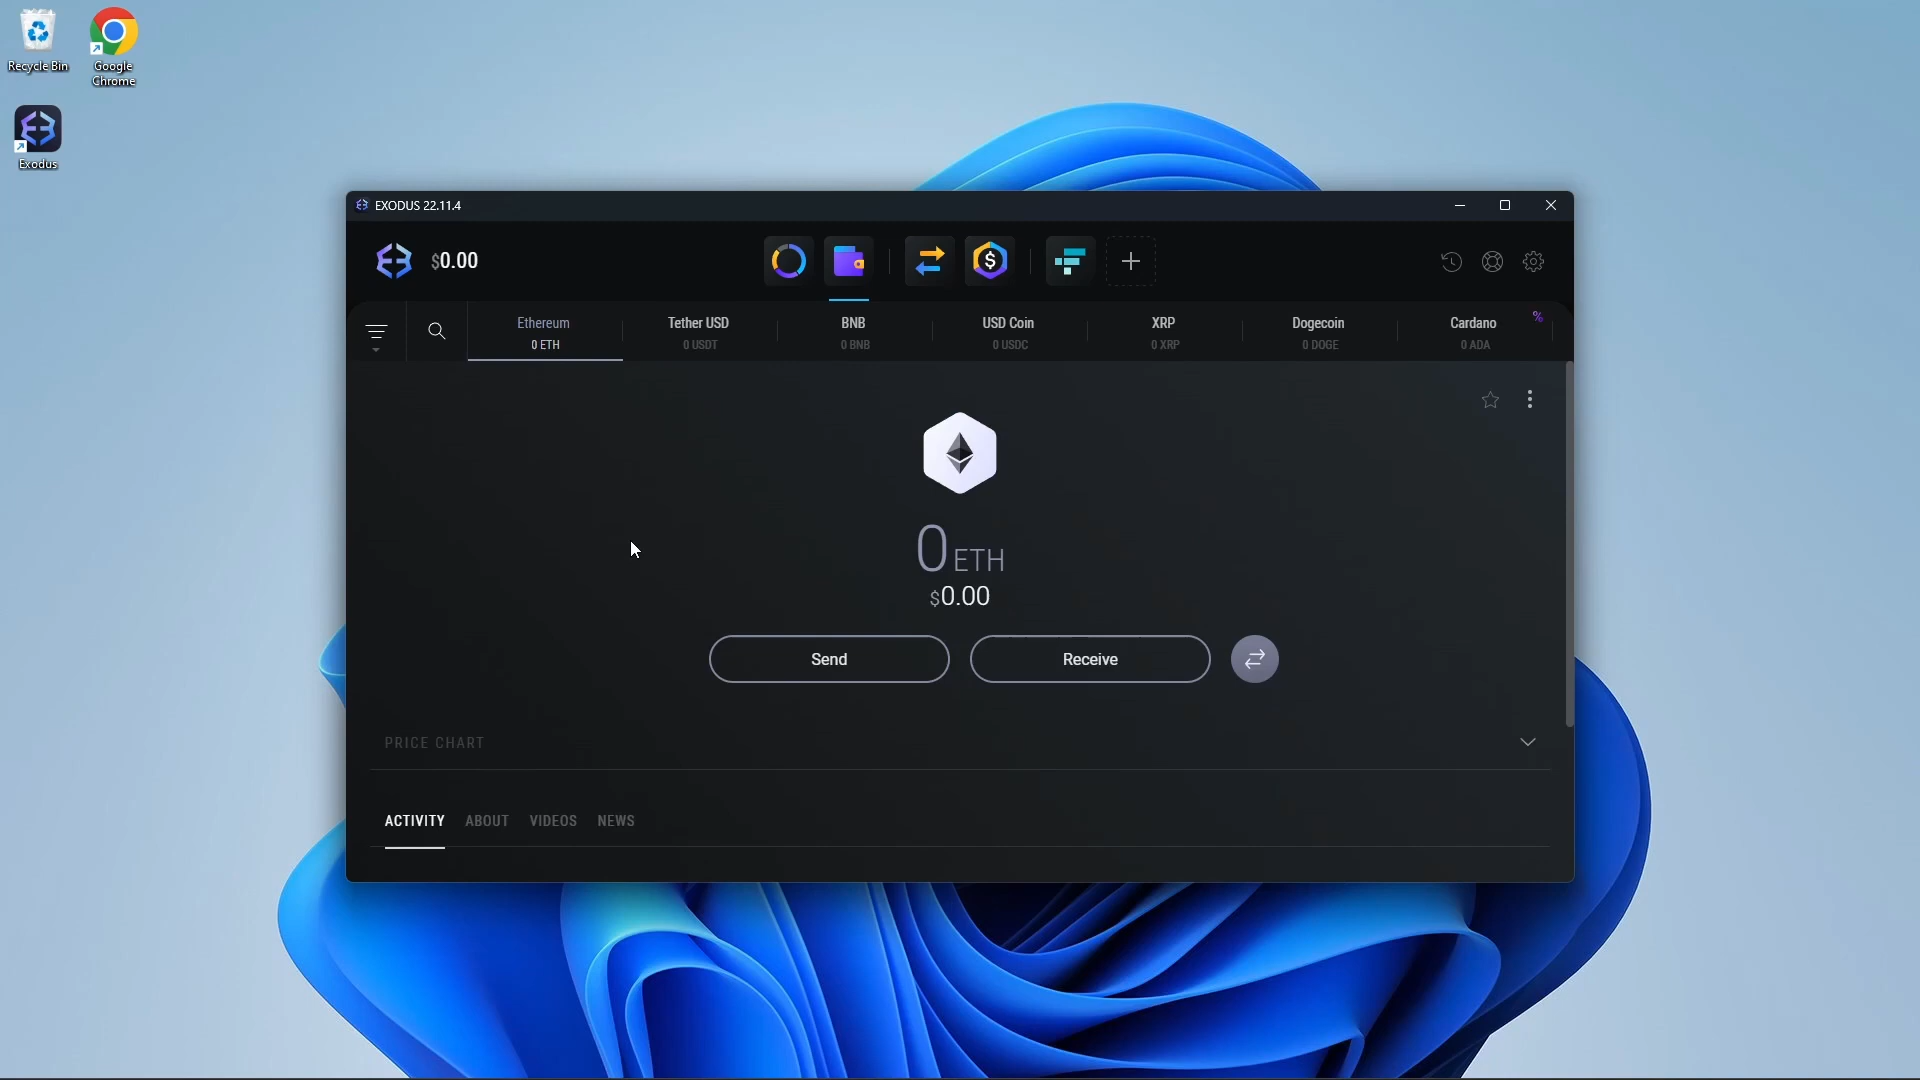 Recycle Bin
Google
Chrome
Exodus
EXODUS 22.11.4
$0.00
Ethereum
0 ETH
Tether USD
0 USDT
BNB
0 BNB
USD Coin
0 USDC
XRP
0 XRP
Dogecoin
0 DOGE
Cardano
0 ADA
%
0 ETH
$0.00
Send
Receive
PRICE CHART
ACTIVITY ABOUT VIDEOS NEWS